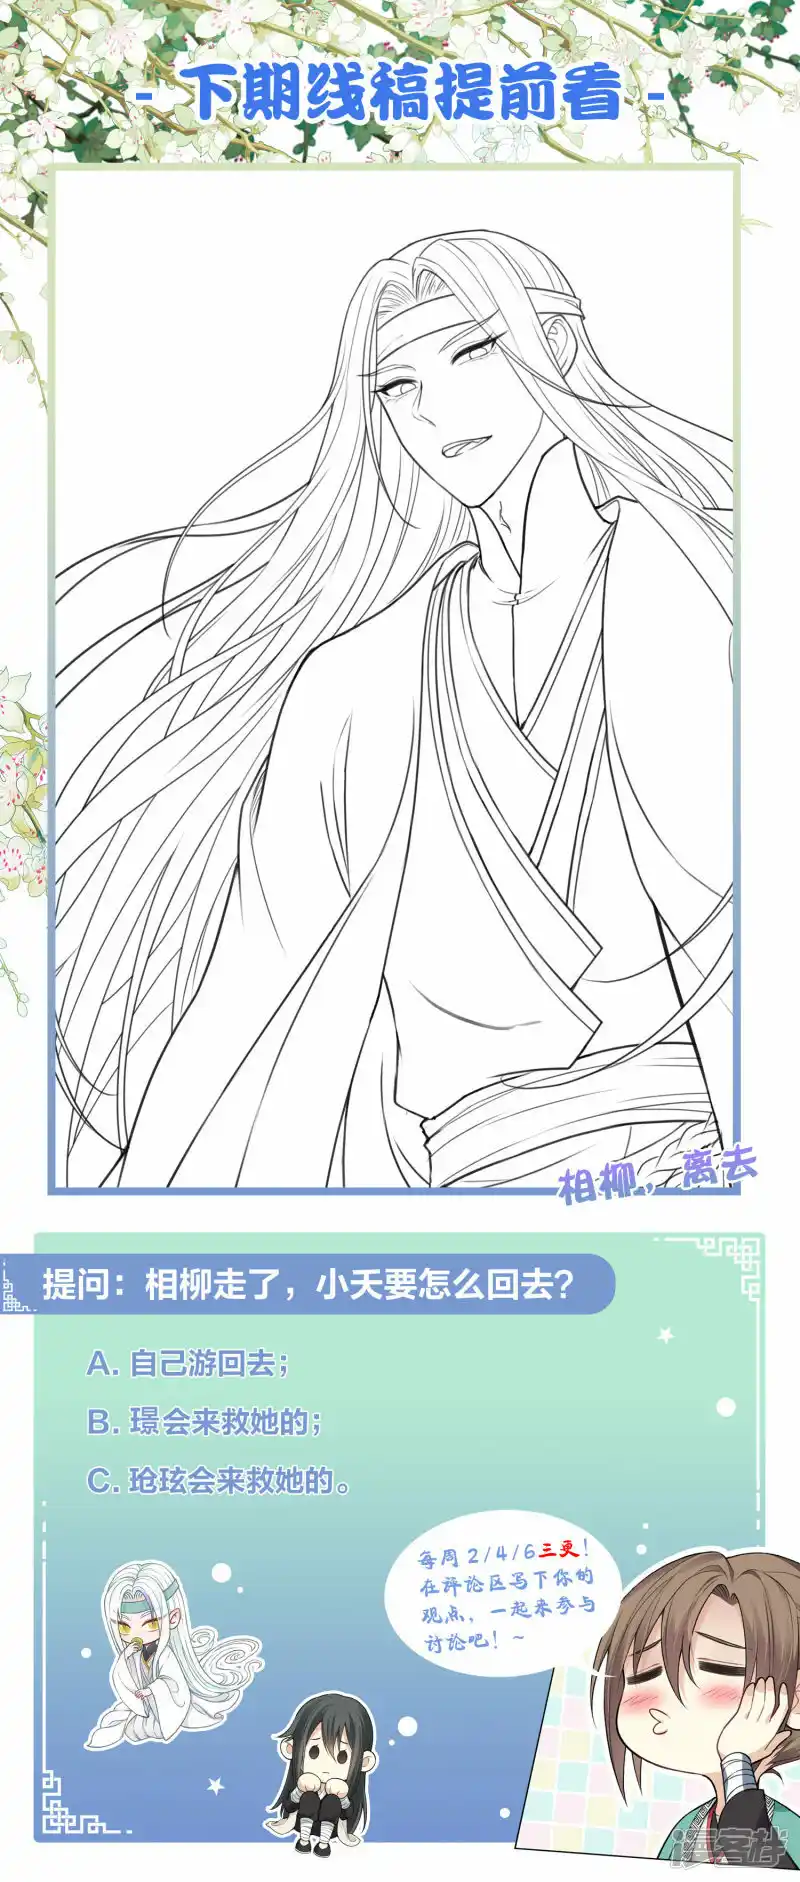 - 下期线稿提前看 -
相柳，离去
提问：相柳走了，小夭要怎么回去？
A. 自己游回去；
B. 璟会来救她的；
C. 玱玹会来救她的。
每周 2/4/6三更！
在评论区写下你的
观点，一起来参与
讨论吧！~
漫客栈